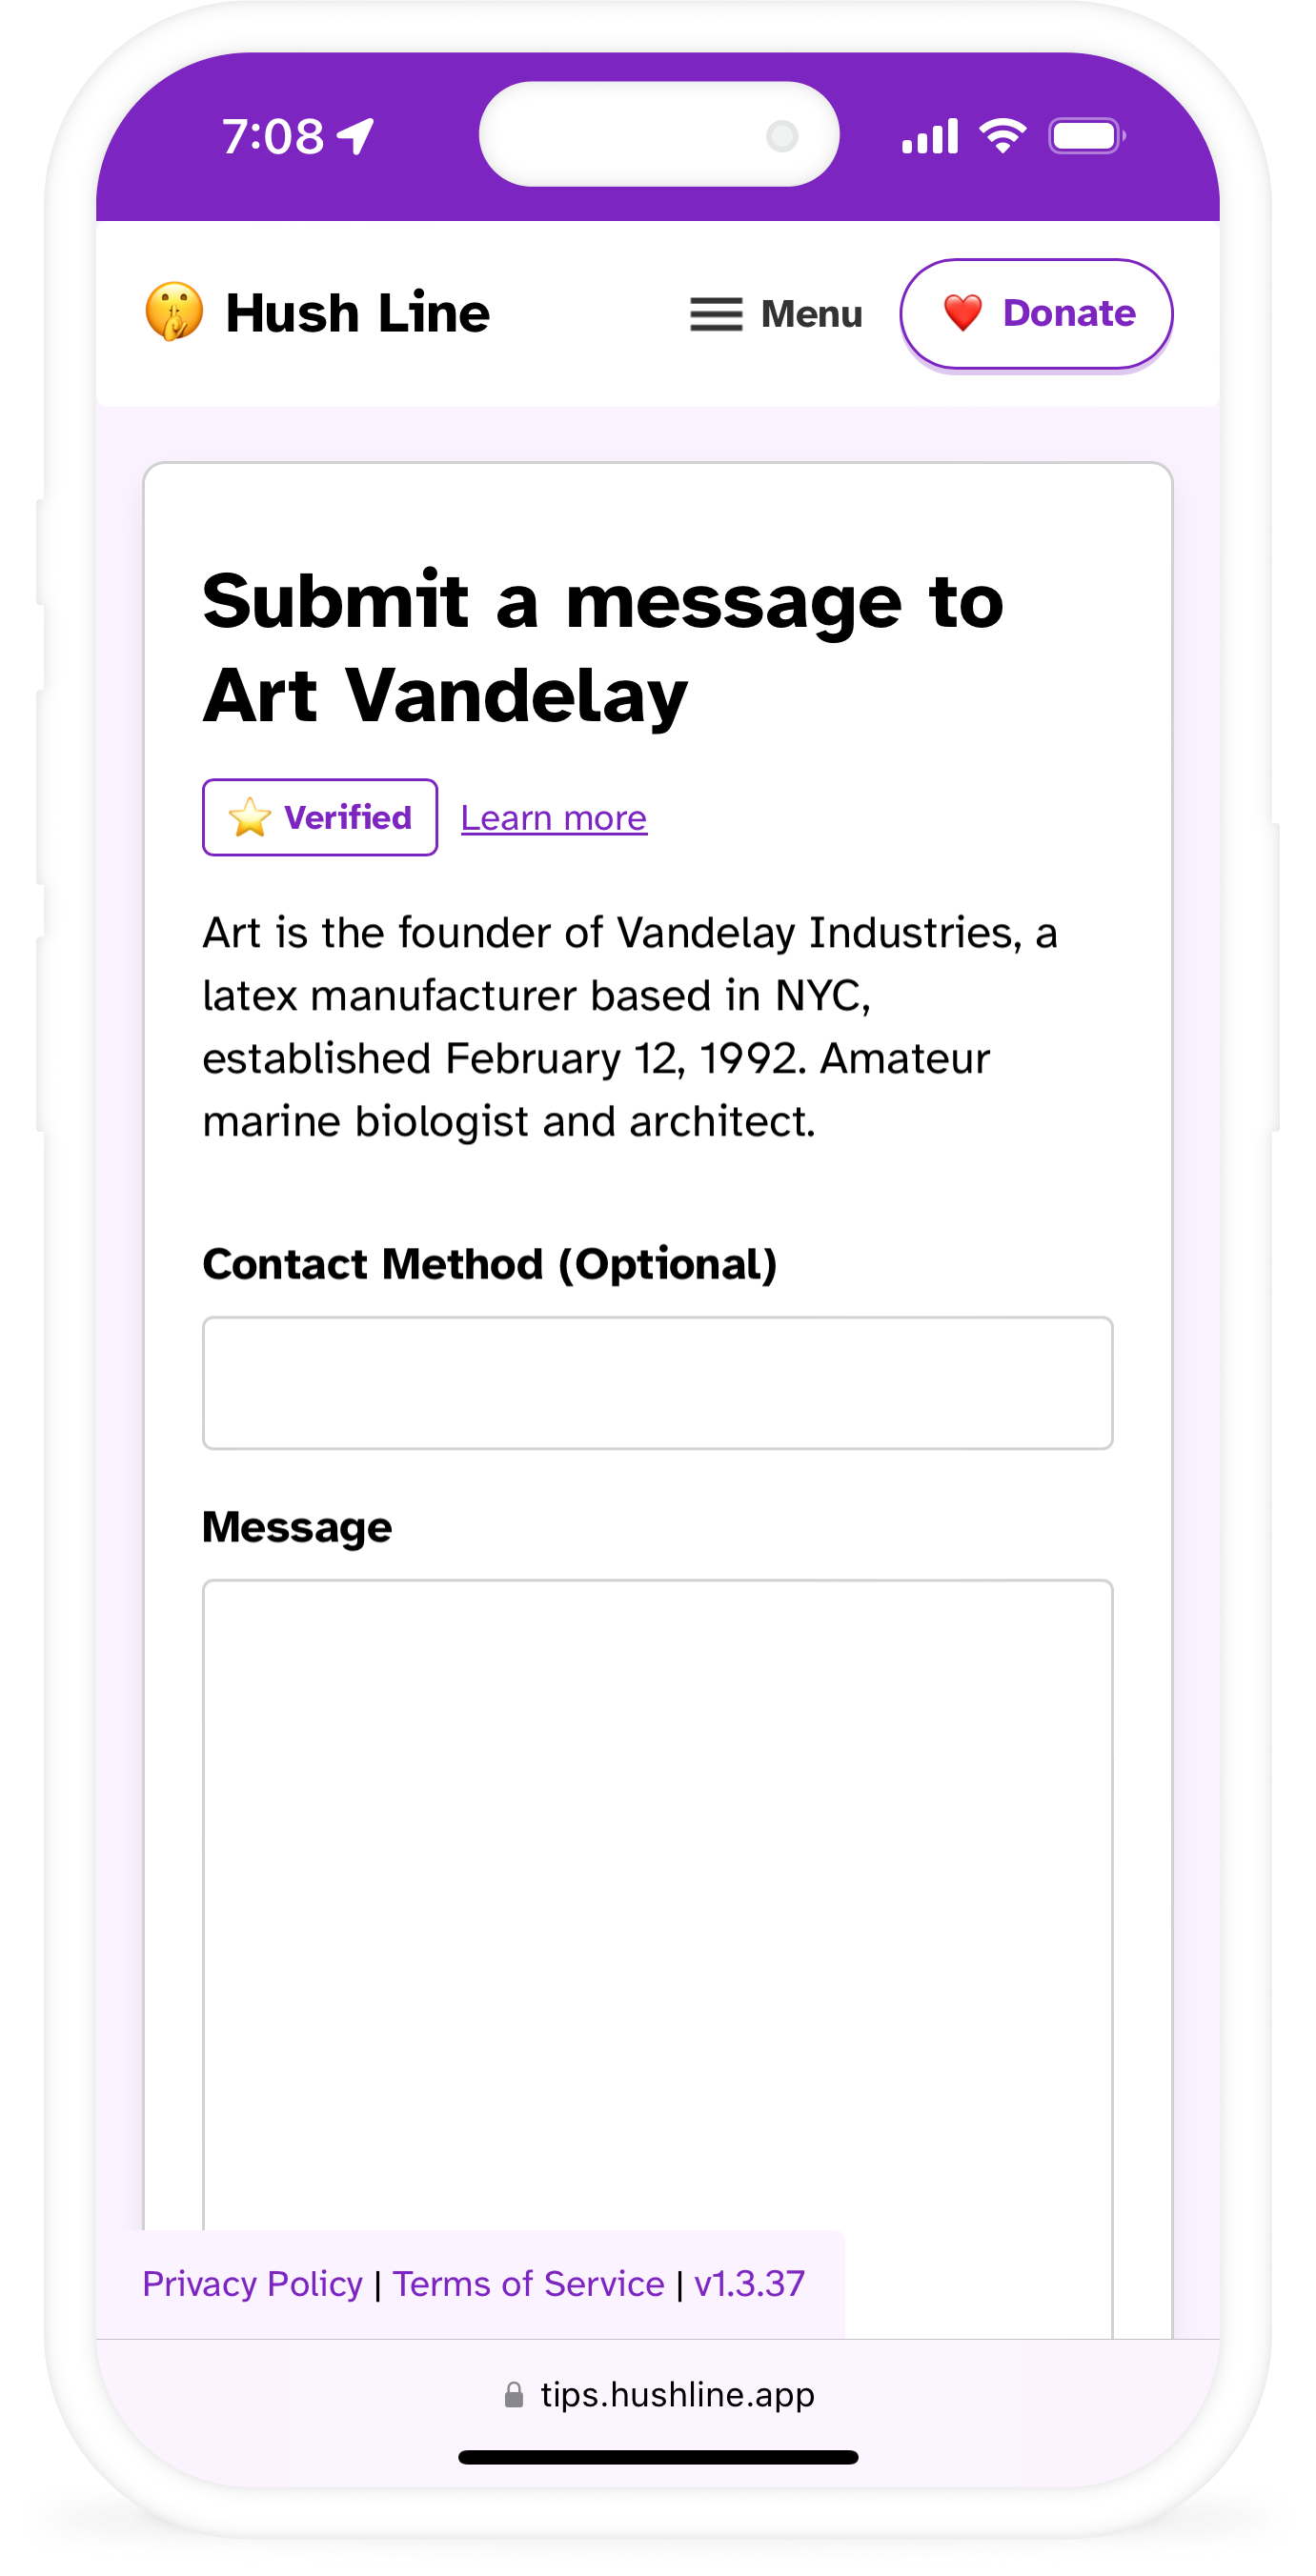 7:08
🤫 Hush Line
Menu
❤️ Donate
Submit a message to
Art Vandelay
⭐ Verified
Learn more
Art is the founder of Vandelay Industries, a
latex manufacturer based in NYC,
established February 12, 1992. Amateur
marine biologist and architect.
Contact Method (Optional)
Message
Privacy Policy | Terms of Service | v1.3.37
tips.hushline.app